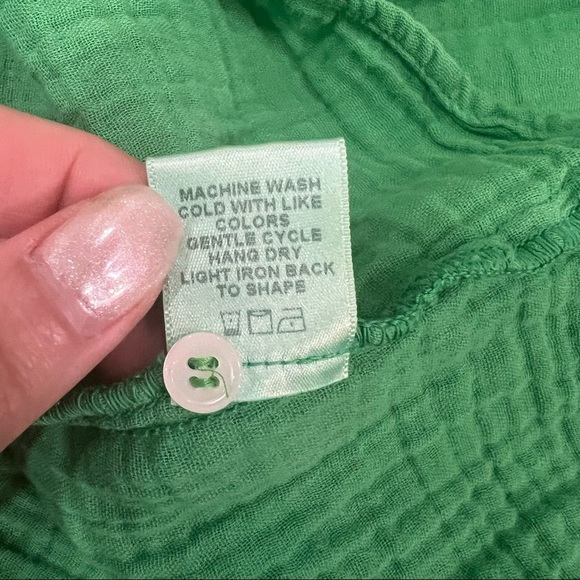 MACHINE WASH
COLD WITH LIKE
COLORS
GENTLE CYCLE
HANG DRY
LIGHT IRON BACK
TO SHAPE